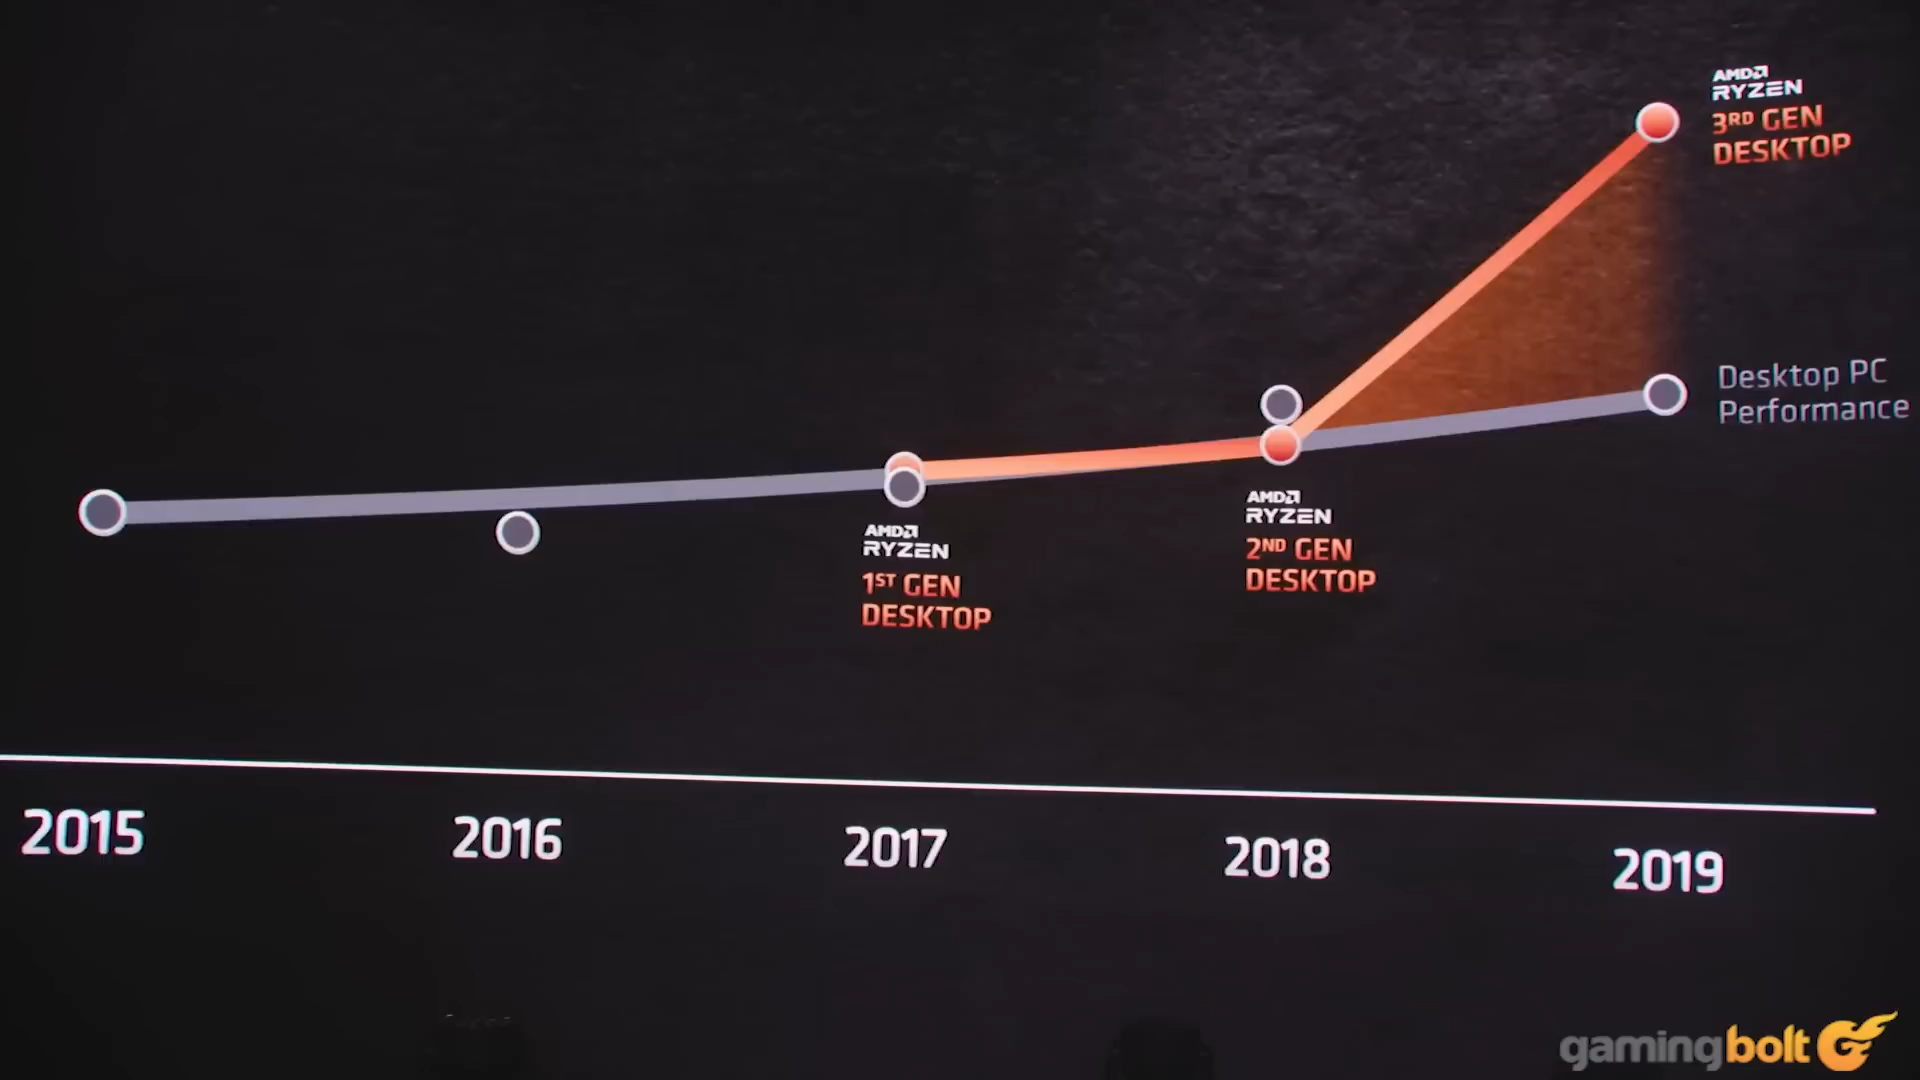 AMD
RYZEN
3RD GEN
DESKTOP
Desktop PC
Performance
AMD
RYZEN
2ND GEN
DESKTOP
AMD
RYZEN
1ST GEN
DESKTOP
2015
2016
2017
2018
2019
gamingbolt